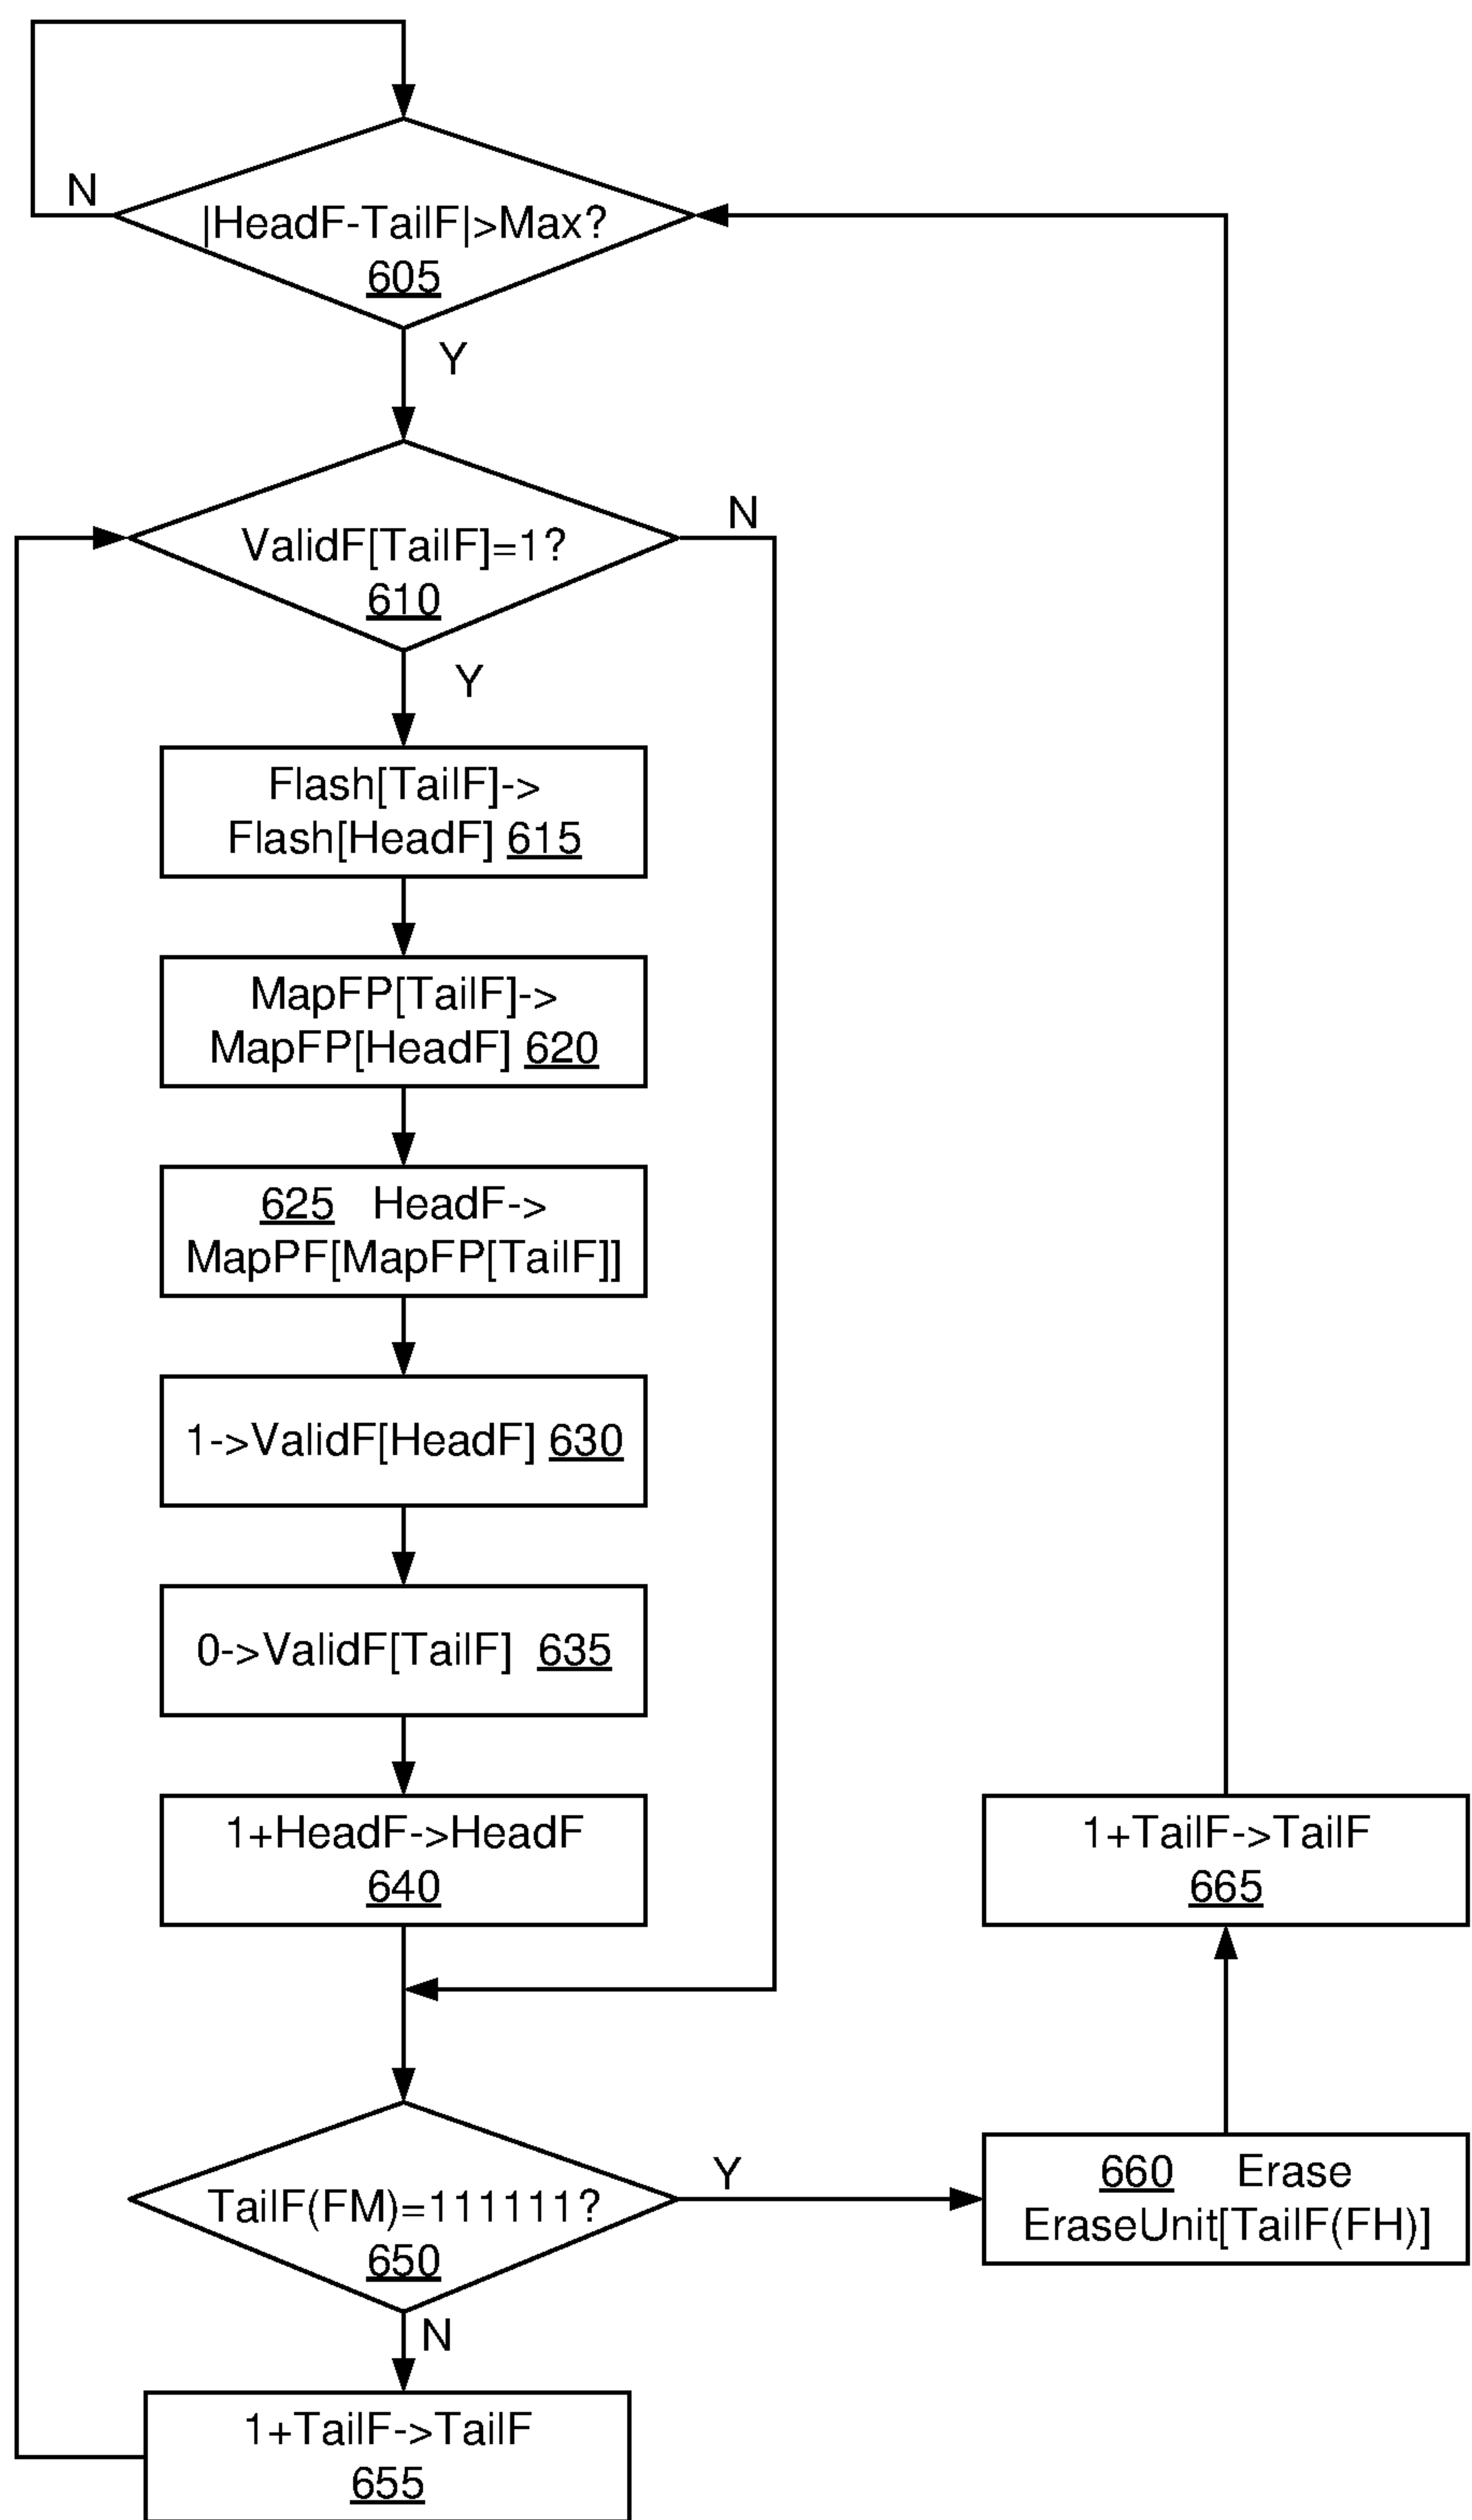 N
|HeadF-TailF|>Max?
605
Y
N
ValidF[TailF]=1?
610
Y
Flash[TailF]->
Flash[HeadF] 615
MapFP[TailF]->
MapFP[HeadF] 620
625 HeadF->
MapPF[MapFP[TailF]]
1->ValidF[HeadF] 630
0->ValidF[TailF] 635
1+HeadF->HeadF
640
1+TailF->TailF
665
TailF(FM)=111111?
650
Y
660 Erase
EraseUnit[TailF(FH)]
N
1+TailF->TailF
655